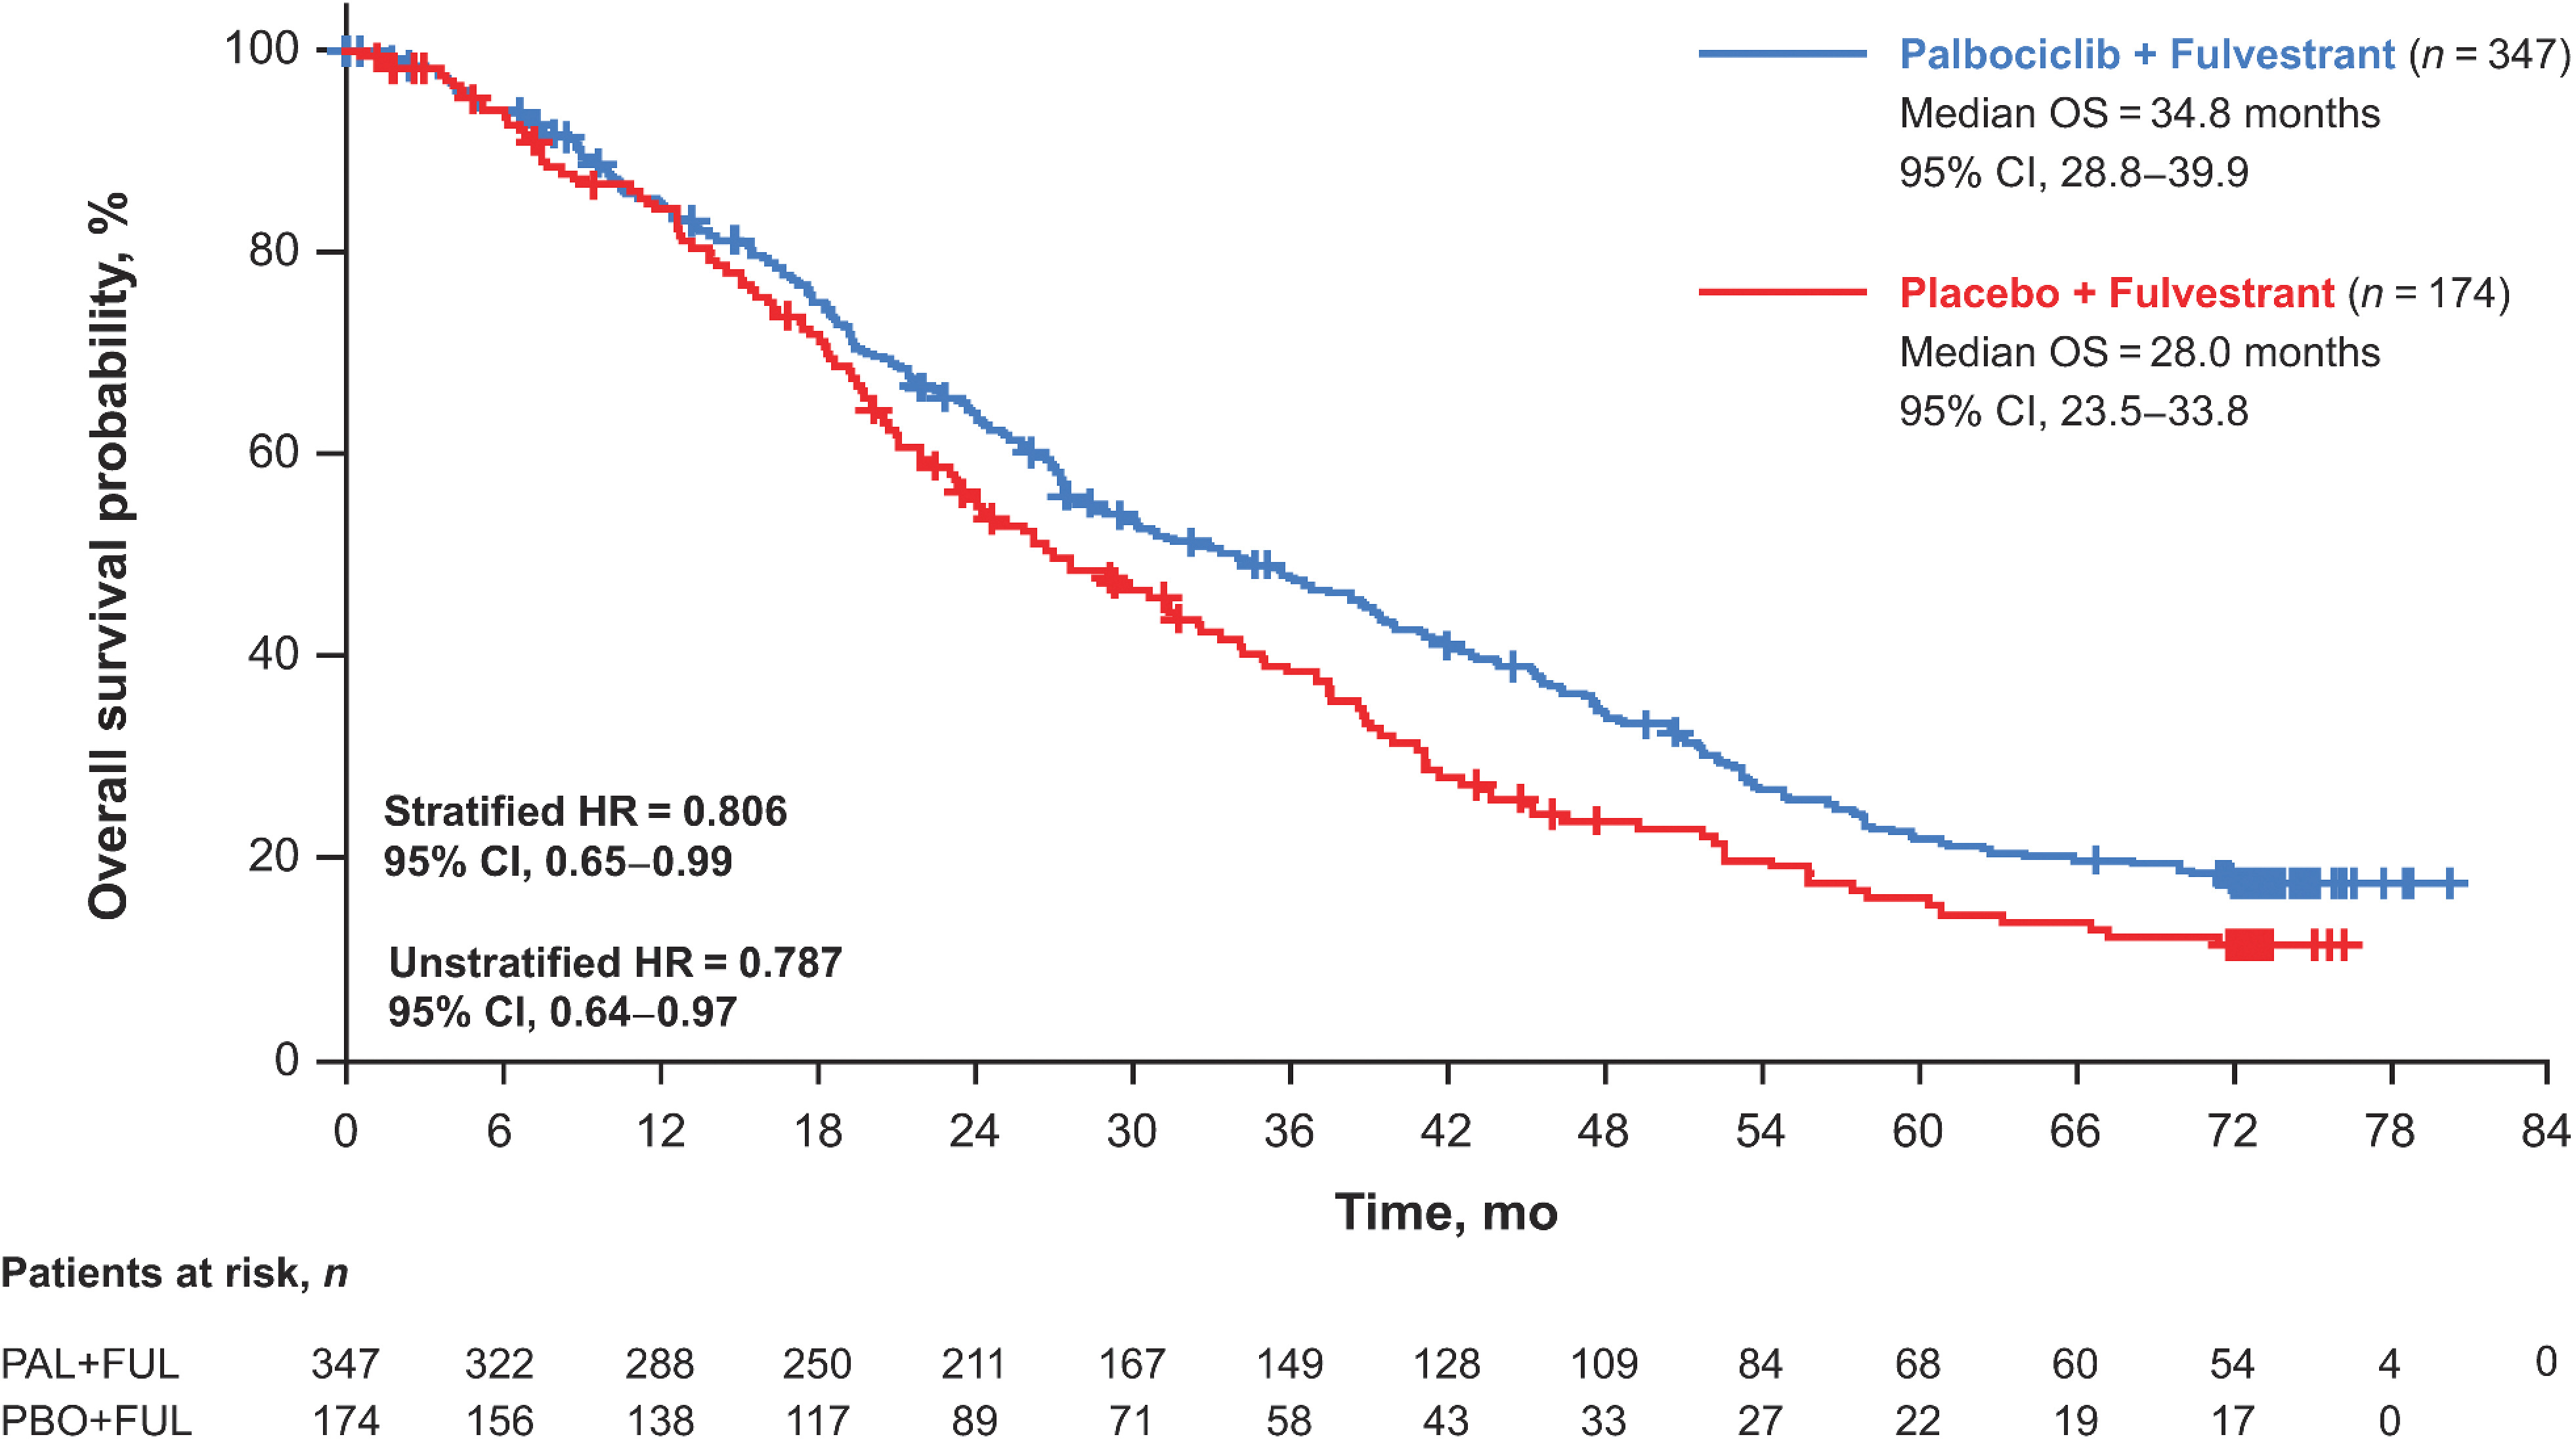 Palbociclib + Fulvestrant (n = 347)
Median OS = 34.8 months
95% CI, 28.8–39.9
Placebo + Fulvestrant (n = 174)
Median OS = 28.0 months
95% CI, 23.5–33.8
Overall survival probability, %
100
80
60
40
20
0
Stratified HR = 0.806
95% CI, 0.65–0.99
Unstratified HR = 0.787
95% CI, 0.64–0.97
0 6 12 18 24 30 36 42 48 54 60 66 72 78 84
Time, mo
Patients at risk, n
PAL+FUL 347 322 288 250 211 167 149 128 109 84 68 60 54 4 0
PBO+FUL 174 156 138 117 89 71 58 43 33 27 22 19 17 0